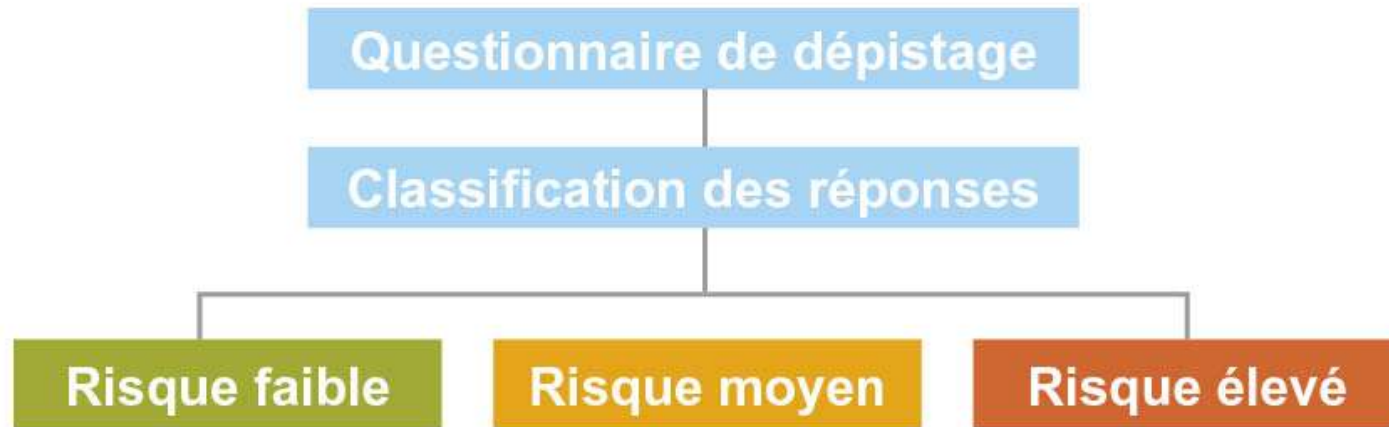 Questionnaire de dépistage
Classification des réponses
Risque faible
Risque moyen
Risque élevé